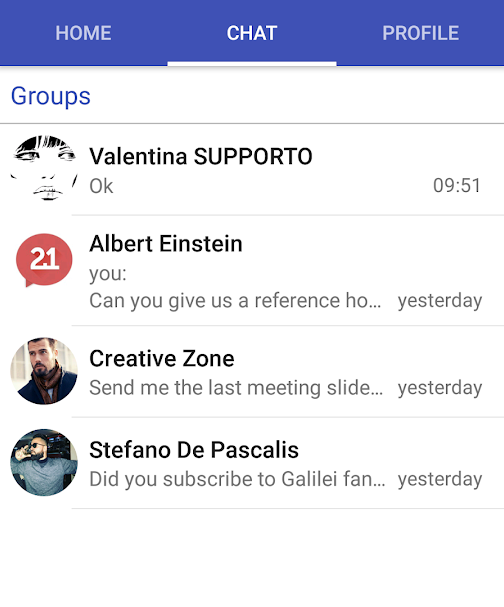 HOME CHAT PROFILE
Groups
Valentina SUPPORTO
Ok 09:51
21
Albert Einstein
you:
Can you give us a reference ho… yesterday
Creative Zone
Send me the last meeting slide… yesterday
Stefano De Pascalis
Did you subscribe to Galilei fan… yesterday